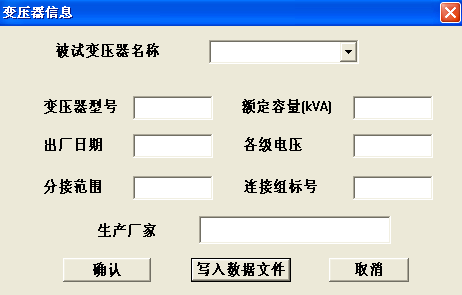 变压器信息
被试变压器名称
变压器型号 额定容量(kVA)
出厂日期 各级电压
分接范围 连接组标号
生产厂家
确认 写入数据文件 取消